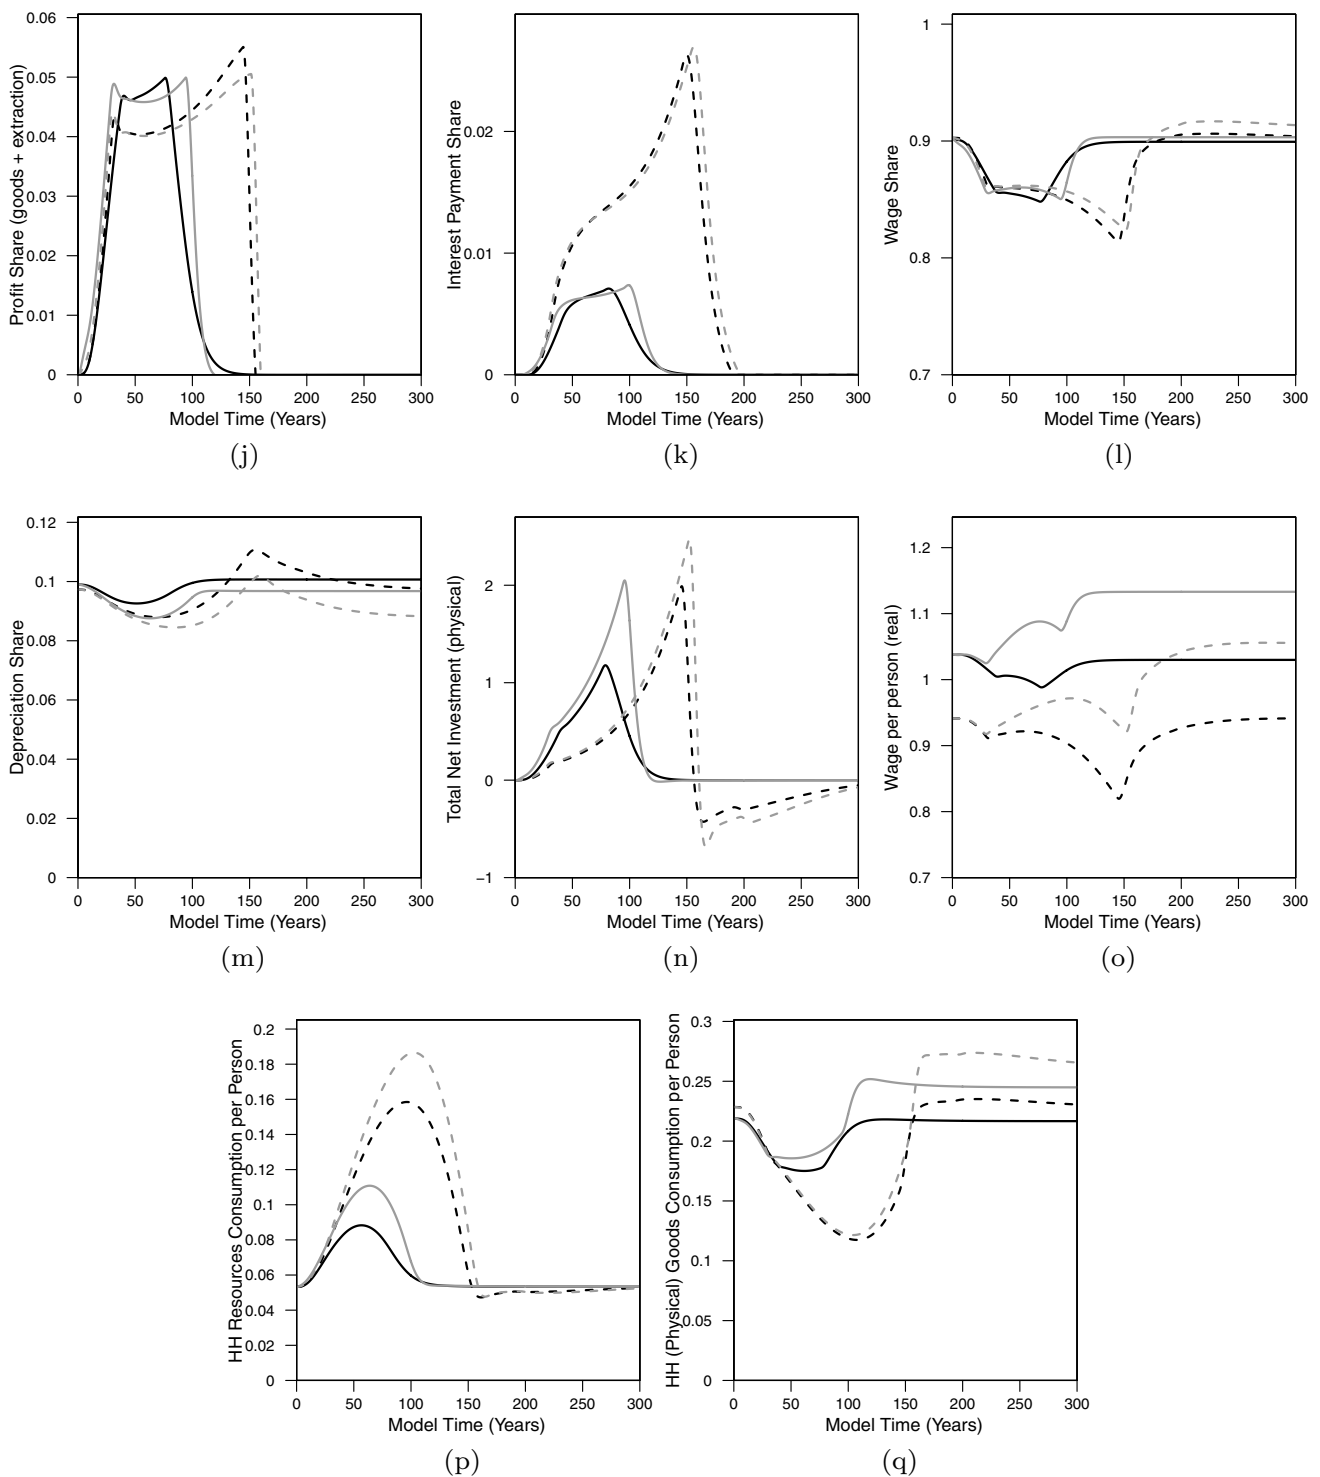 Profit Share (goods + extraction)
0.06
0.05
0.04
0.03
0.02
0.01
0
0 50 100 150 200 250 300
Model Time (Years)
(j)
Interest Payment Share
0.02
0.01
0
0 50 100 150 200 250 300
Model Time (Years)
(k)
Wage Share
1
0.9
0.8
0.7
0 50 100 150 200 250 300
Model Time (Years)
(l)
Depreciation Share
0.12
0.1
0.08
0.06
0.04
0.02
0
0 50 100 150 200 250 300
Model Time (Years)
(m)
Total Net Investment (physical)
2
1
0
−1
0 50 100 150 200 250 300
Model Time (Years)
(n)
Wage per person (real)
1.2
1.1
1
0.9
0.8
0.7
0 50 100 150 200 250 300
Model Time (Years)
(o)
HH Resources Consumption per Person
0.2
0.18
0.16
0.14
0.12
0.1
0.08
0.06
0.04
0.02
0
0 50 100 150 200 250 300
Model Time (Years)
(p)
HH (Physical) Goods Consumption per Person
0.3
0.25
0.2
0.15
0.1
0.05
0
0 50 100 150 200 250 300
Model Time (Years)
(q)